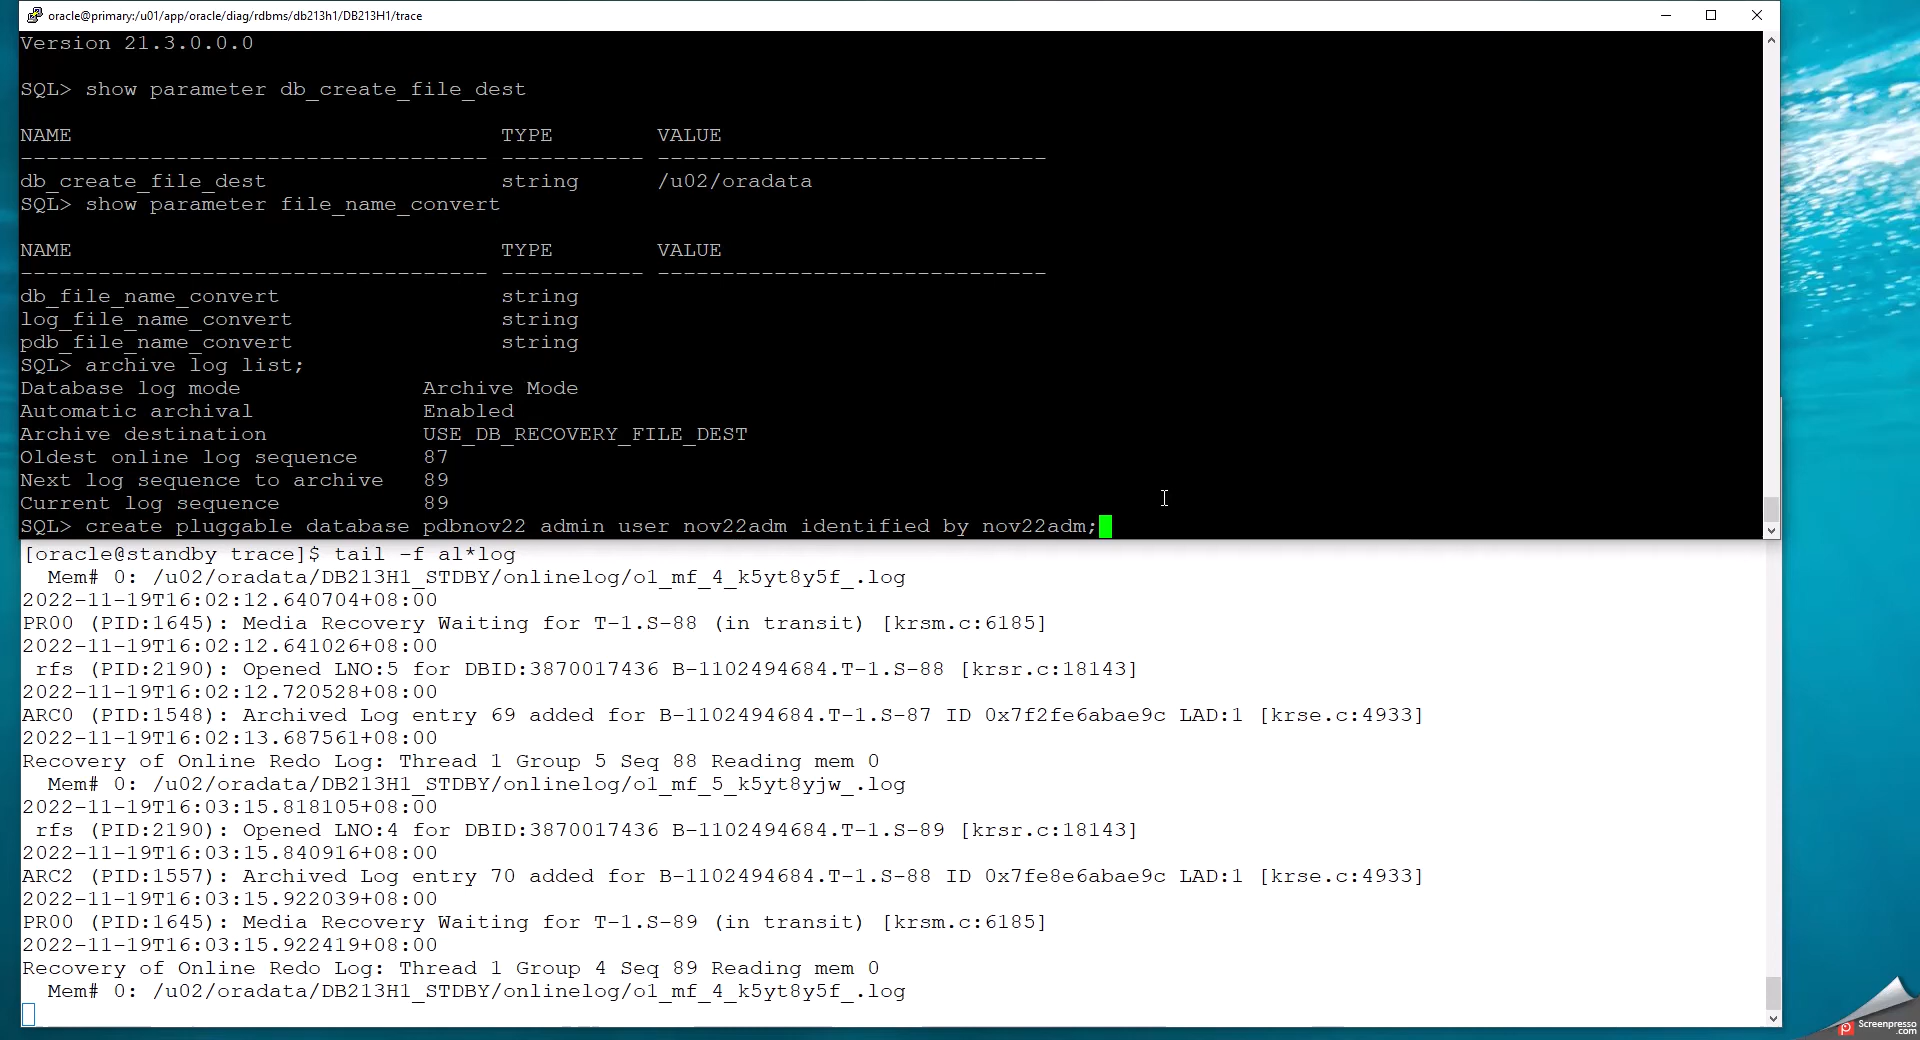 oracle@primary:/u01/app/oracle/diag/rdbms/db213h1/DB213H1/trace
Version 21.3.0.0.0
SQL> show parameter db_create_file_dest
NAME                                 TYPE        VALUE
------------------------------------ ----------- ------------------------------
db_create_file_dest                  string      /u02/oradata
SQL> show parameter file_name_convert
NAME                                 TYPE        VALUE
------------------------------------ ----------- ------------------------------
db_file_name_convert                 string
log_file_name_convert                string
pdb_file_name_convert                string
SQL> archive log list;
Database log mode              Archive Mode
Automatic archival             Enabled
Archive destination            USE_DB_RECOVERY_FILE_DEST
Oldest online log sequence     87
Next log sequence to archive   89
Current log sequence           89
SQL> create pluggable database pdbnov22 admin user nov22adm identified by nov22adm;
[oracle@standby trace]$ tail -f al*log
  Mem# 0: /u02/oradata/DB213H1_STDBY/onlinelog/o1_mf_4_k5yt8y5f_.log
2022-11-19T16:02:12.640704+08:00
PR00 (PID:1645): Media Recovery Waiting for T-1.S-88 (in transit) [krsm.c:6185]
2022-11-19T16:02:12.641026+08:00
 rfs (PID:2190): Opened LNO:5 for DBID:3870017436 B-1102494684.T-1.S-88 [krsr.c:18143]
2022-11-19T16:02:12.720528+08:00
ARC0 (PID:1548): Archived Log entry 69 added for B-1102494684.T-1.S-87 ID 0x7f2fe6abae9c LAD:1 [krse.c:4933]
2022-11-19T16:02:13.687561+08:00
Recovery of Online Redo Log: Thread 1 Group 5 Seq 88 Reading mem 0
  Mem# 0: /u02/oradata/DB213H1_STDBY/onlinelog/o1_mf_5_k5yt8yjw_.log
2022-11-19T16:03:15.818105+08:00
 rfs (PID:2190): Opened LNO:4 for DBID:3870017436 B-1102494684.T-1.S-89 [krsr.c:18143]
2022-11-19T16:03:15.840916+08:00
ARC2 (PID:1557): Archived Log entry 70 added for B-1102494684.T-1.S-88 ID 0x7fe8e6abae9c LAD:1 [krse.c:4933]
2022-11-19T16:03:15.922039+08:00
PR00 (PID:1645): Media Recovery Waiting for T-1.S-89 (in transit) [krsm.c:6185]
2022-11-19T16:03:15.922419+08:00
Recovery of Online Redo Log: Thread 1 Group 4 Seq 89 Reading mem 0
  Mem# 0: /u02/oradata/DB213H1_STDBY/onlinelog/o1_mf_4_k5yt8y5f_.log
Screenpresso
.com